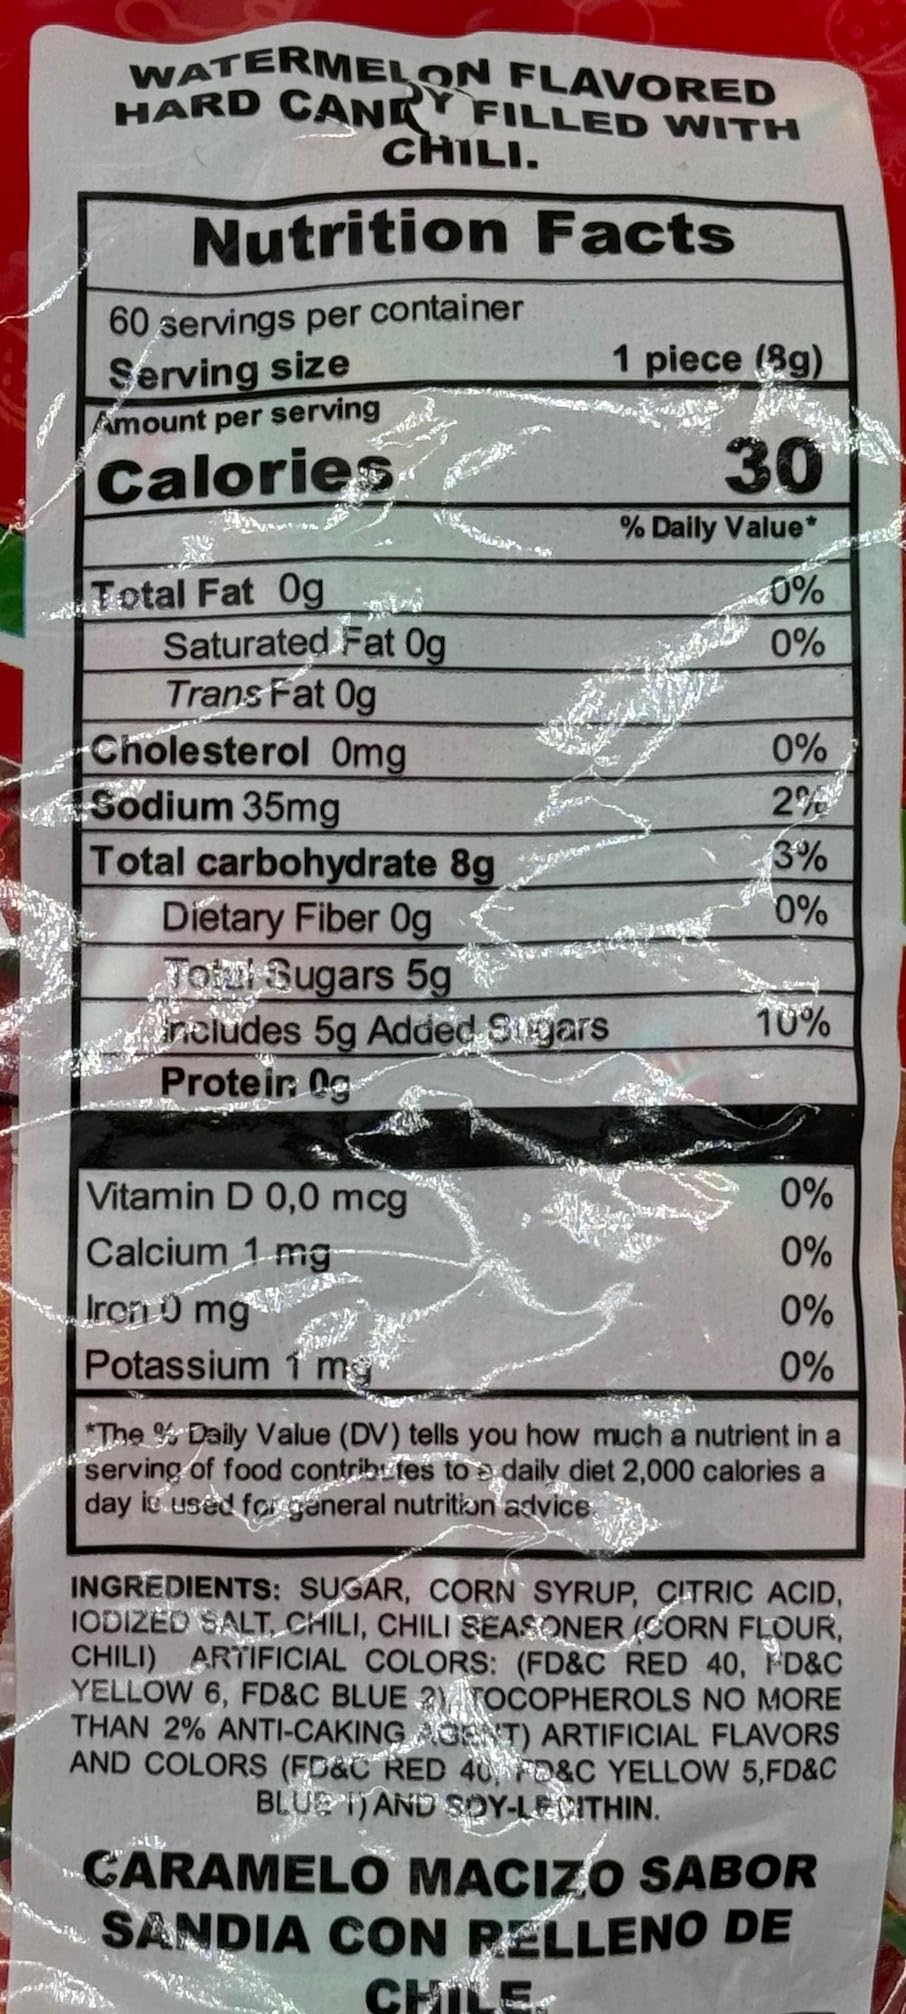 WATERMELON FLAVORED
HARD CANDY FILLED WITH
CHILI.
Nutrition Facts
60 servings per container
Serving size 1 piece (8g)
Amount per serving
Calories 30
% Daily Value*
Total Fat 0g 0%
Saturated Fat 0g 0%
Trans Fat 0g
Cholesterol 0mg 0%
Sodium 35mg 2%
Total carbohydrate 8g 3%
Dietary Fiber 0g 0%
Total Sugars 5g
includes 5g Added Sugars 10%
Protein 0g
Vitamin D 0,0 mcg 0%
Calcium 1 mg 0%
Iron 0 mg 0%
Potassium 1 mg 0%
*The % Daily Value (DV) tells you how much a nutrient in a
serving of food contributes to a daily diet 2,000 calories a
day is used for general nutrition advice.
INGREDIENTS: SUGAR, CORN SYRUP, CITRIC ACID,
IODIZED SALT, CHILI, CHILI SEASONER (CORN FLOUR,
CHILI) ARTIFICIAL COLORS: (FD&C RED 40, FD&C
YELLOW 6, FD&C BLUE 2), TOCOPHEROLS NO MORE
THAN 2% ANTI-CAKING AGENT) ARTIFICIAL FLAVORS
AND COLORS (FD&C RED 40, FD&C YELLOW 5,FD&C
BLUE 1) AND SOY-LECITHIN.
CARAMELO MACIZO SABOR
SANDIA CON RELLENO DE
CHILE.